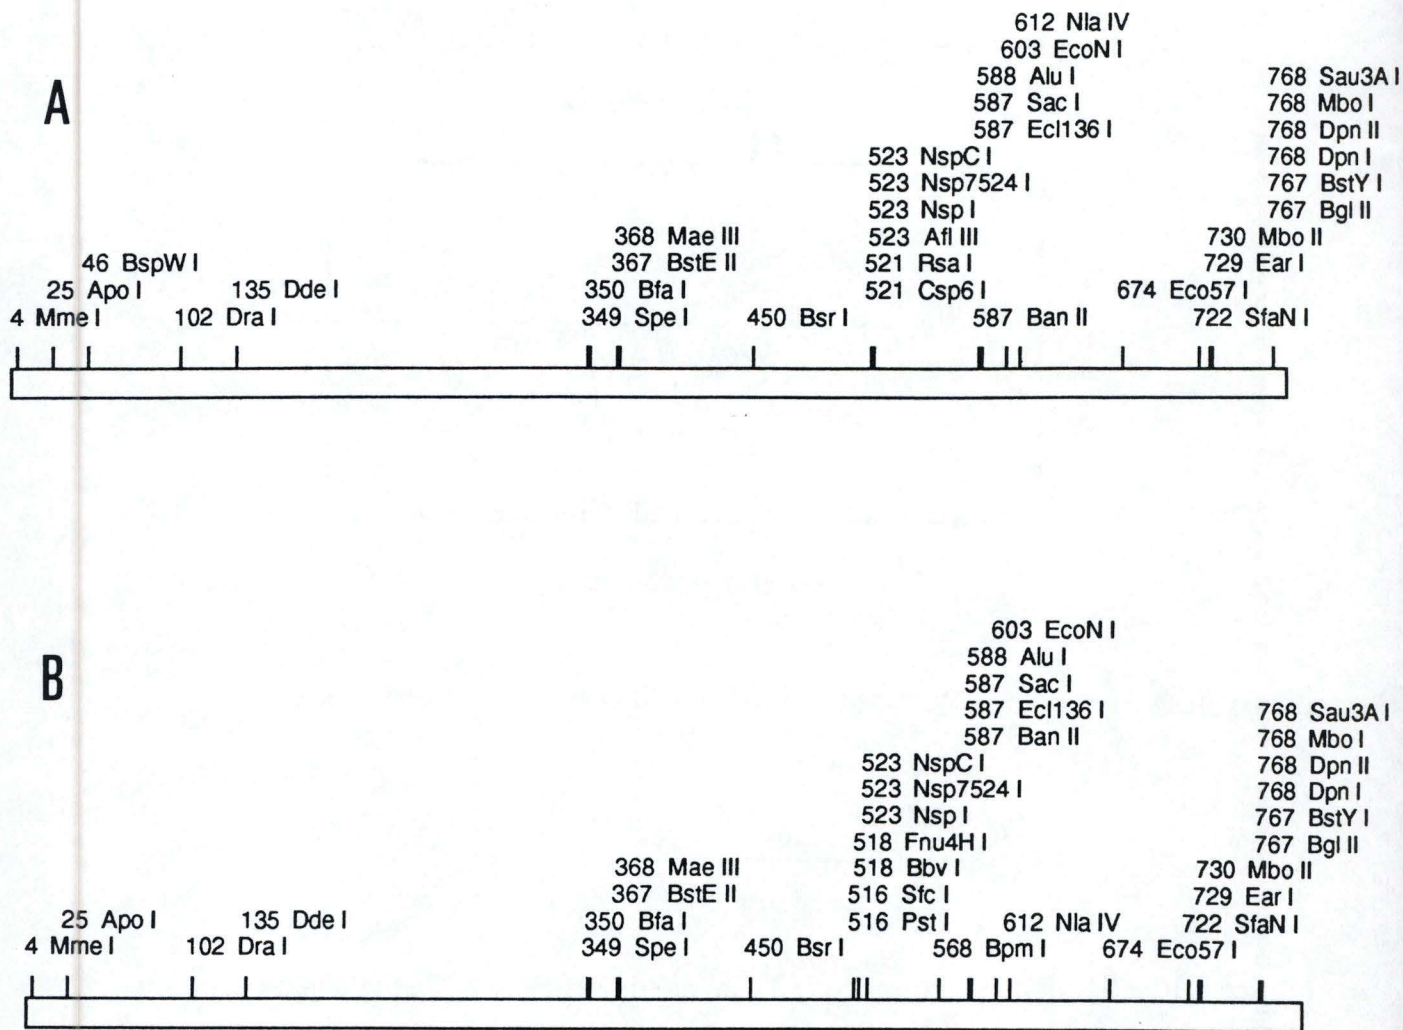 612 Nla IV
603 EcoN I
A 588 Alu I 768 Sau3A I
587 Sac I 768 Mbo I
587 Ecl136 I 768 Dpn II
523 NspC I 768 Dpn I
523 Nsp7524 I 767 BstY I
523 Nsp I 767 Bgl II
368 Mae III 523 Afl III 730 Mbo II
46 BspW I 367 BstE II 521 Rsa I 729 Ear I
25 Apo I 135 Dde I 350 Bfa I 521 Csp6 I 674 Eco57 I
4 Mme I 102 Dra I 349 Spe I 450 Bsr I 587 Ban II 722 SfaN I
603 EcoN I
B 588 Alu I
587 Sac I
587 Ecl136 I 768 Sau3A I
587 Ban II 768 Mbo I
523 NspC I 768 Dpn II
523 Nsp7524 I 768 Dpn I
523 Nsp I 767 BstY I
518 Fnu4H I 767 Bgl II
368 Mae III 518 Bbv I 730 Mbo II
367 BstE II 516 Sfc I 729 Ear I
25 Apo I 135 Dde I 350 Bfa I 516 Pst I 612 Nla IV 722 SfaN I
4 Mme I 102 Dra I 349 Spe I 450 Bsr I 568 Bpm I 674 Eco57 I